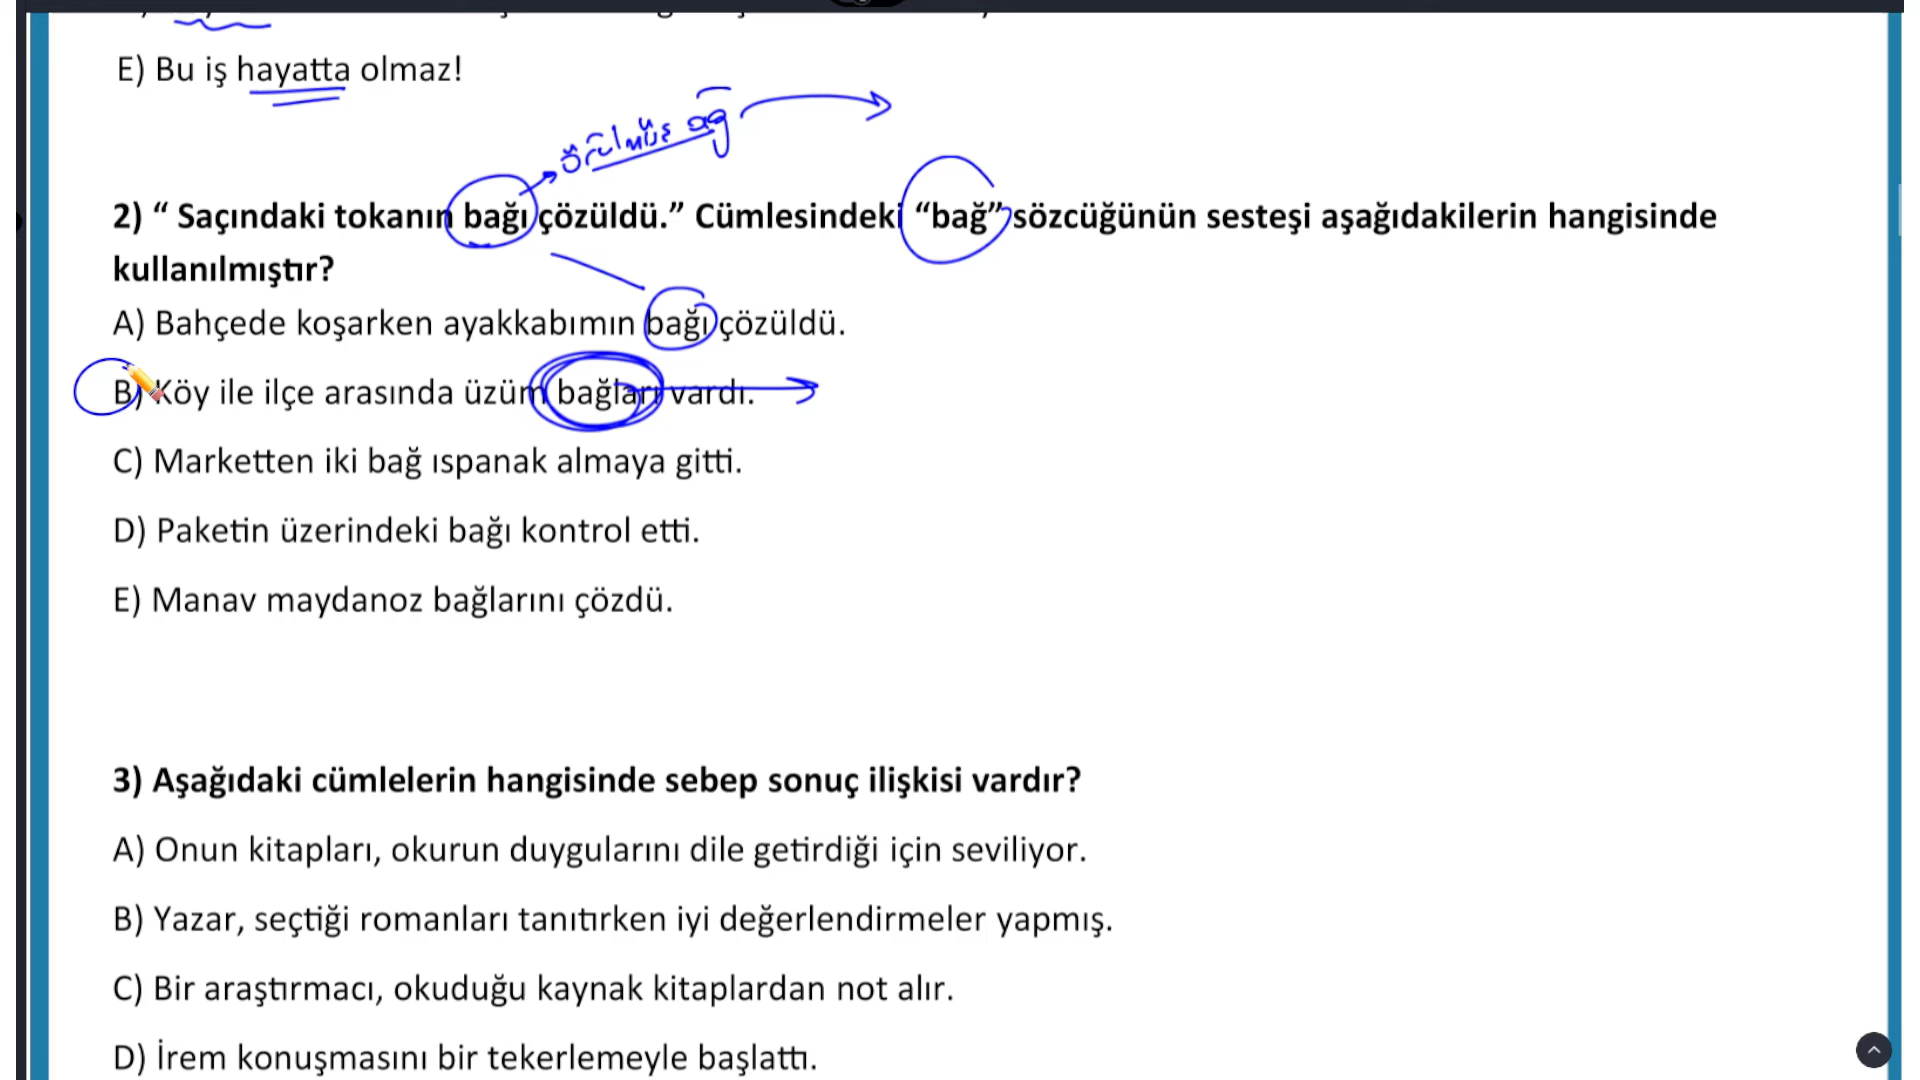 E) Bu iş hayatta olmaz!
örülmüş ağ
2) “ Saçındaki tokanın bağı çözüldü.” Cümlesindeki “bağ” sözcüğünün sesteşi aşağıdakilerin hangisinde
kullanılmıştır?
A) Bahçede koşarken ayakkabımın bağı çözüldü.
B) Köy ile ilçe arasında üzüm bağları vardı.
C) Marketten iki bağ ıspanak almaya gitti.
D) Paketin üzerindeki bağı kontrol etti.
E) Manav maydanoz bağlarını çözdü.
3) Aşağıdaki cümlelerin hangisinde sebep sonuç ilişkisi vardır?
A) Onun kitapları, okurun duygularını dile getirdiği için seviliyor.
B) Yazar, seçtiği romanları tanıtırken iyi değerlendirmeler yapmış.
C) Bir araştırmacı, okuduğu kaynak kitaplardan not alır.
D) İrem konuşmasını bir tekerlemeyle başlattı.